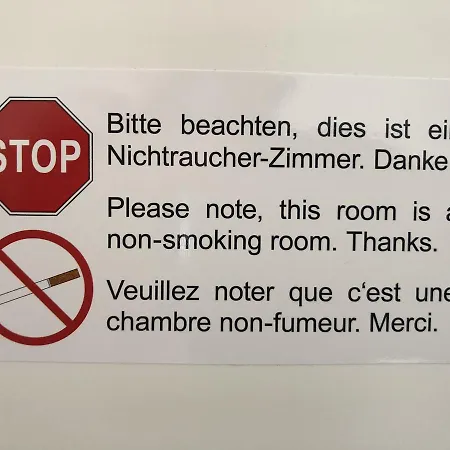 STOP
Bitte beachten, dies ist ein
Nichtraucher-Zimmer. Danke
Please note, this room is a
non-smoking room. Thanks.
Veuillez noter que c‘est une
chambre non-fumeur. Merci.